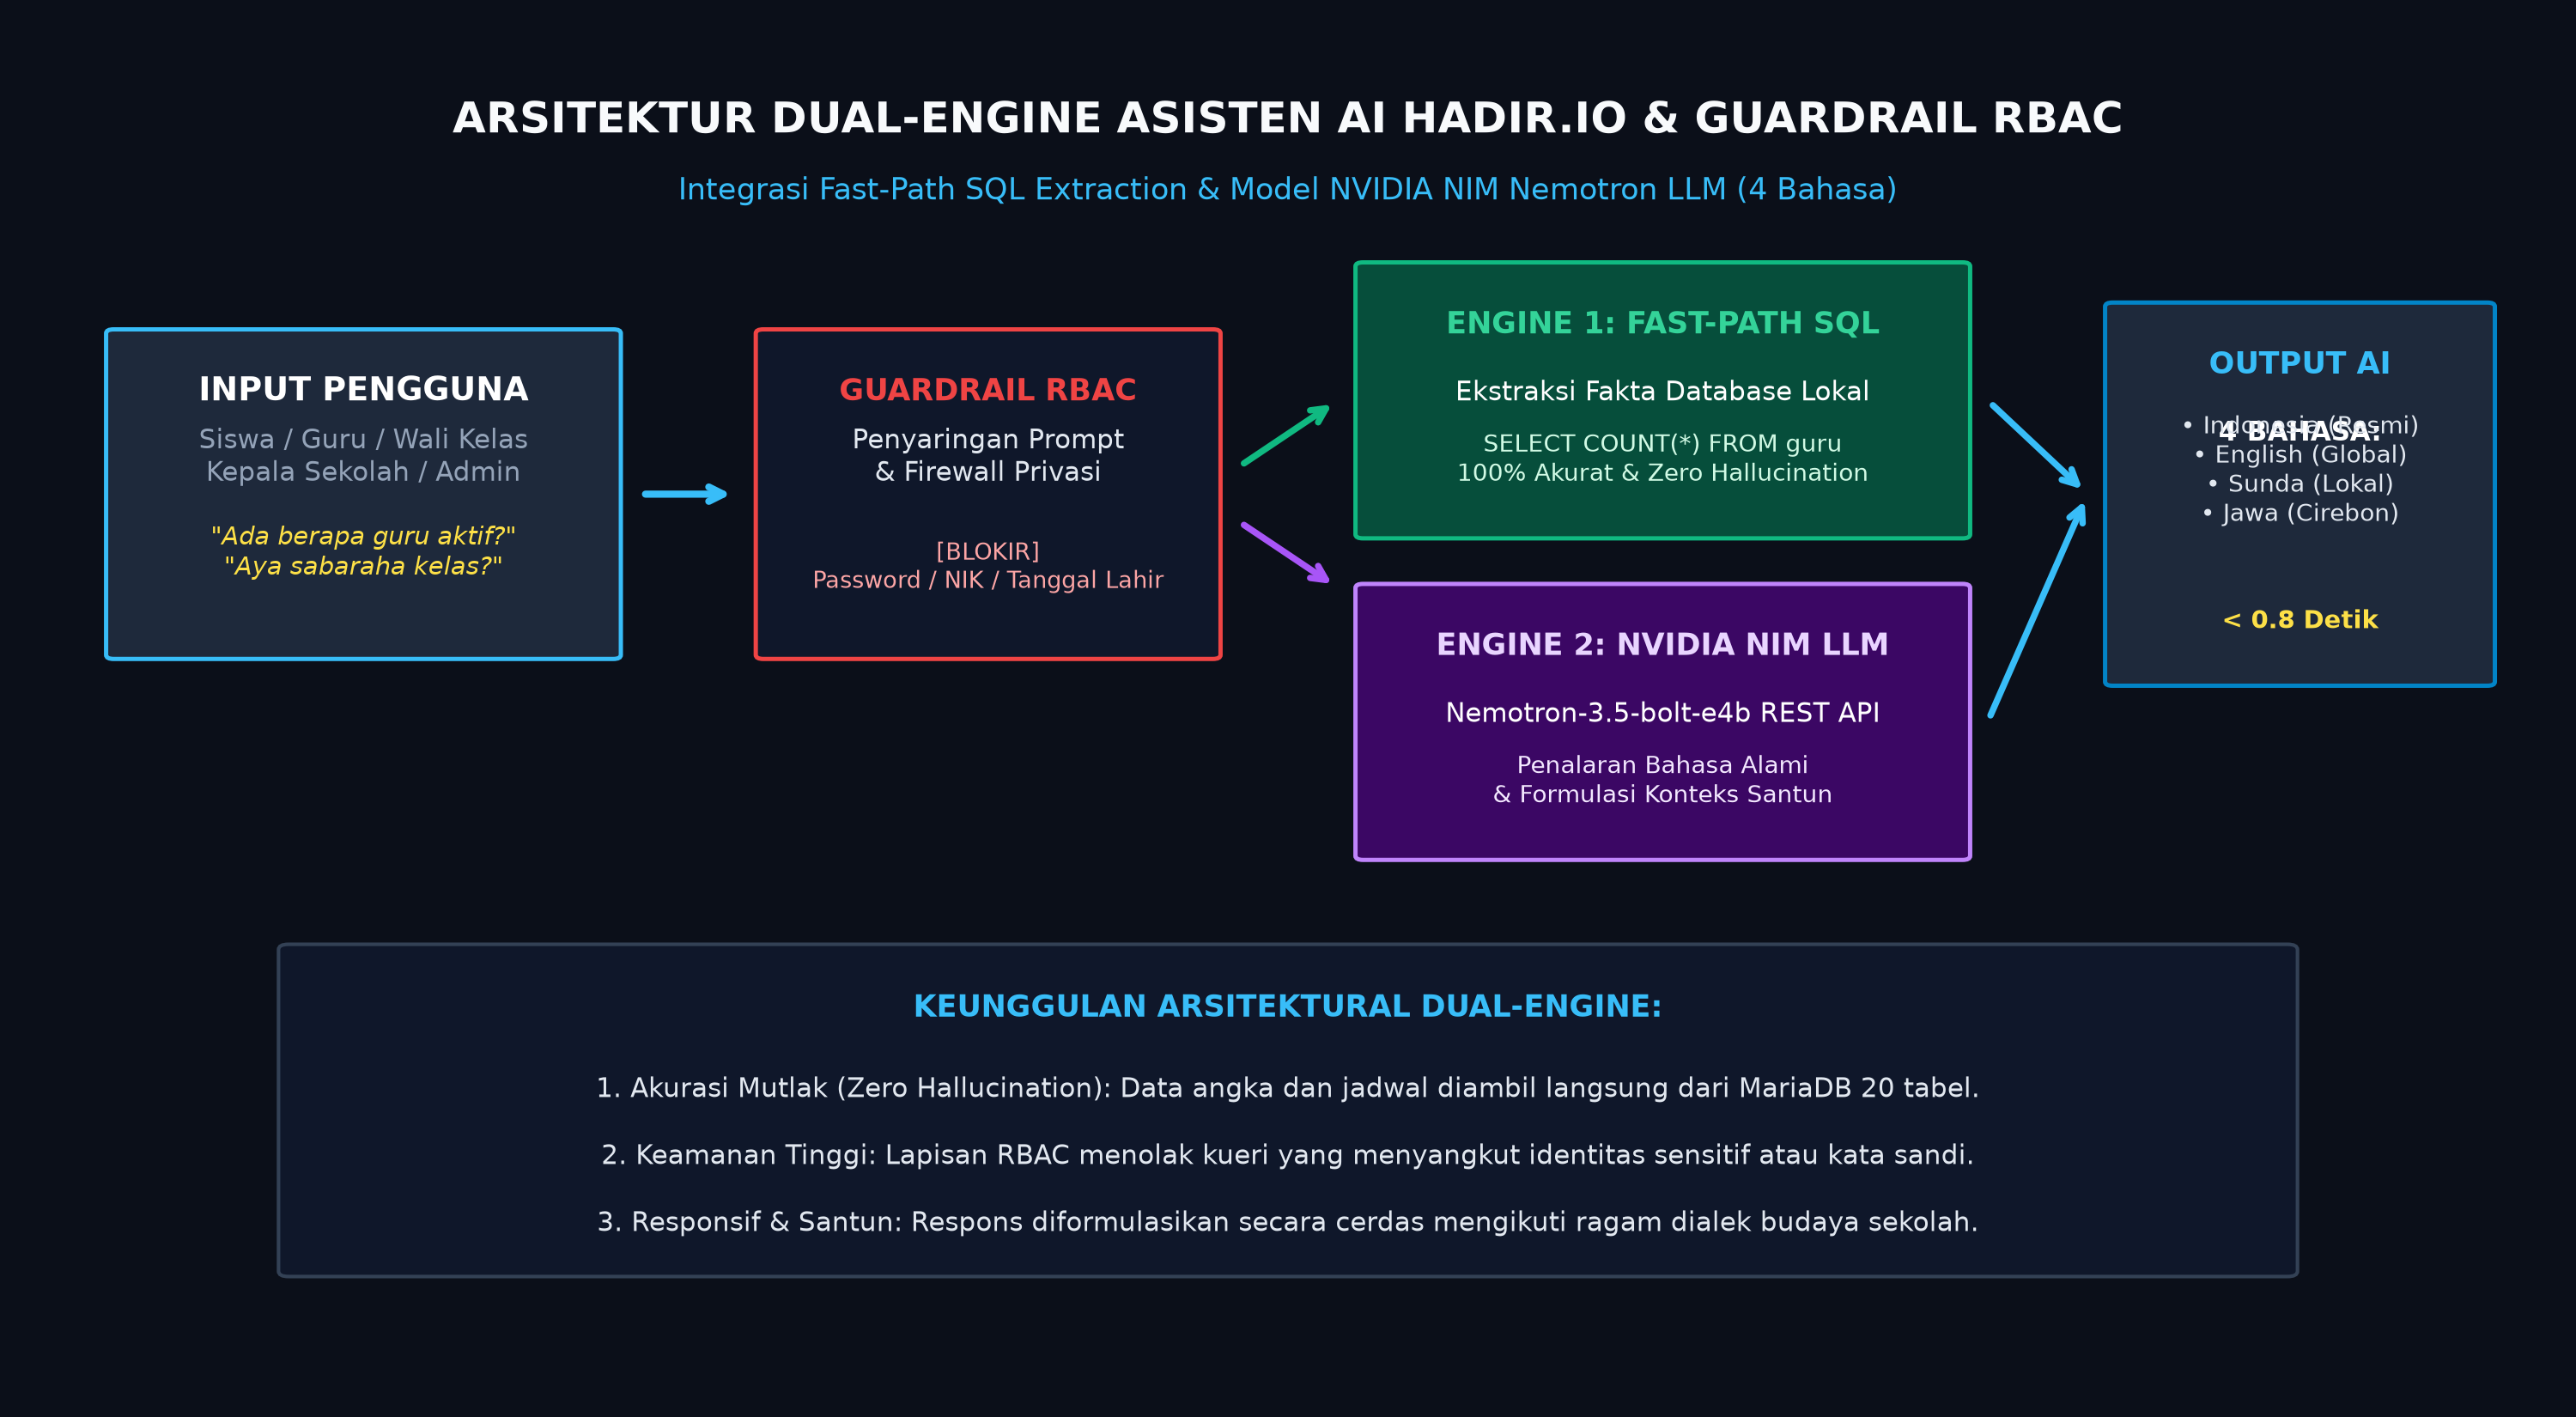 ARSITEKTUR DUAL-ENGINE ASISTEN AI HADIR.IO & GUARDRAIL RBAC
Integrasi Fast-Path SQL Extraction & Model NVIDIA NIM Nemotron LLM (4 Bahasa)
INPUT PENGGUNA
Siswa / Guru / Wali Kelas
Kepala Sekolah / Admin
"Ada berapa guru aktif?"
"Aya sabaraha kelas?"
GUARDRAIL RBAC
Penyaringan Prompt
& Firewall Privasi
[BLOKIR]
Password / NIK / Tanggal Lahir
ENGINE 1: FAST-PATH SQL
Ekstraksi Fakta Database Lokal
SELECT COUNT(*) FROM guru
100% Akurat & Zero Hallucination
ENGINE 2: NVIDIA NIM LLM
Nemotron-3.5-bolt-e4b REST API
Penalaran Bahasa Alami
& Formulasi Konteks Santun
OUTPUT AI
4 BAHASA:
• Indonesia (Resmi)
• English (Global)
• Sunda (Lokal)
• Jawa (Cirebon)
< 0.8 Detik
KEUNGGULAN ARSITEKTURAL DUAL-ENGINE:
1. Akurasi Mutlak (Zero Hallucination): Data angka dan jadwal diambil langsung dari MariaDB 20 tabel.
2. Keamanan Tinggi: Lapisan RBAC menolak kueri yang menyangkut identitas sensitif atau kata sandi.
3. Responsif & Santun: Respons diformulasikan secara cerdas mengikuti ragam dialek budaya sekolah.